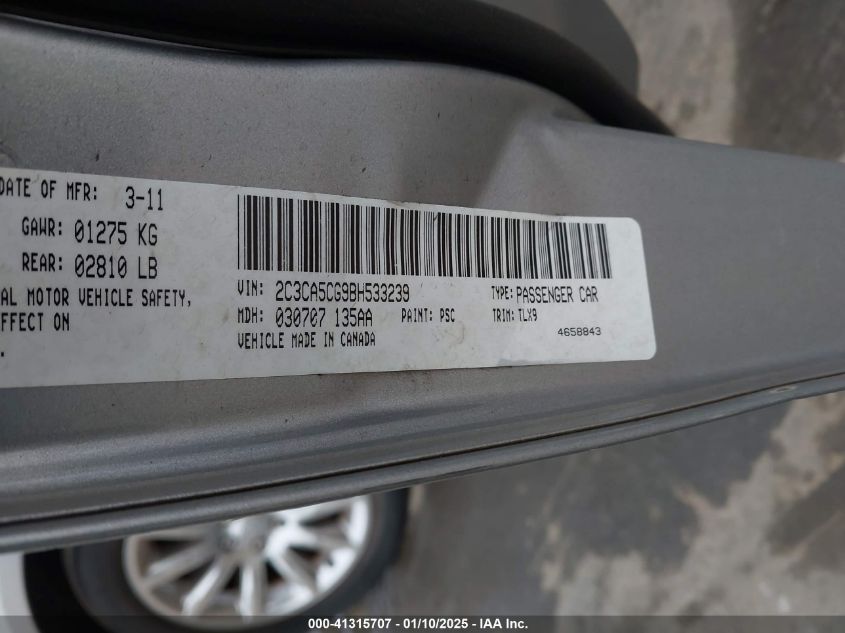 DATE OF MFR: 3-11
GAWR: 01275 KG
REAR: 02810 LB
AL MOTOR VEHICLE SAFETY,
FFECT ON
.
VIN: 2C3CA5CG9BH533239 TYPE: PASSENGER CAR
MDH: 030707 135AA PAINT: PSC TRIM: TLX9
VEHICLE MADE IN CANADA 4658843
000-41315707 - 01/10/2025 - IAA Inc.